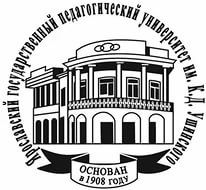 Ярославский государственный педагогический университет им. К.Д. Ушинского
ОСНОВАН
в 1908 году